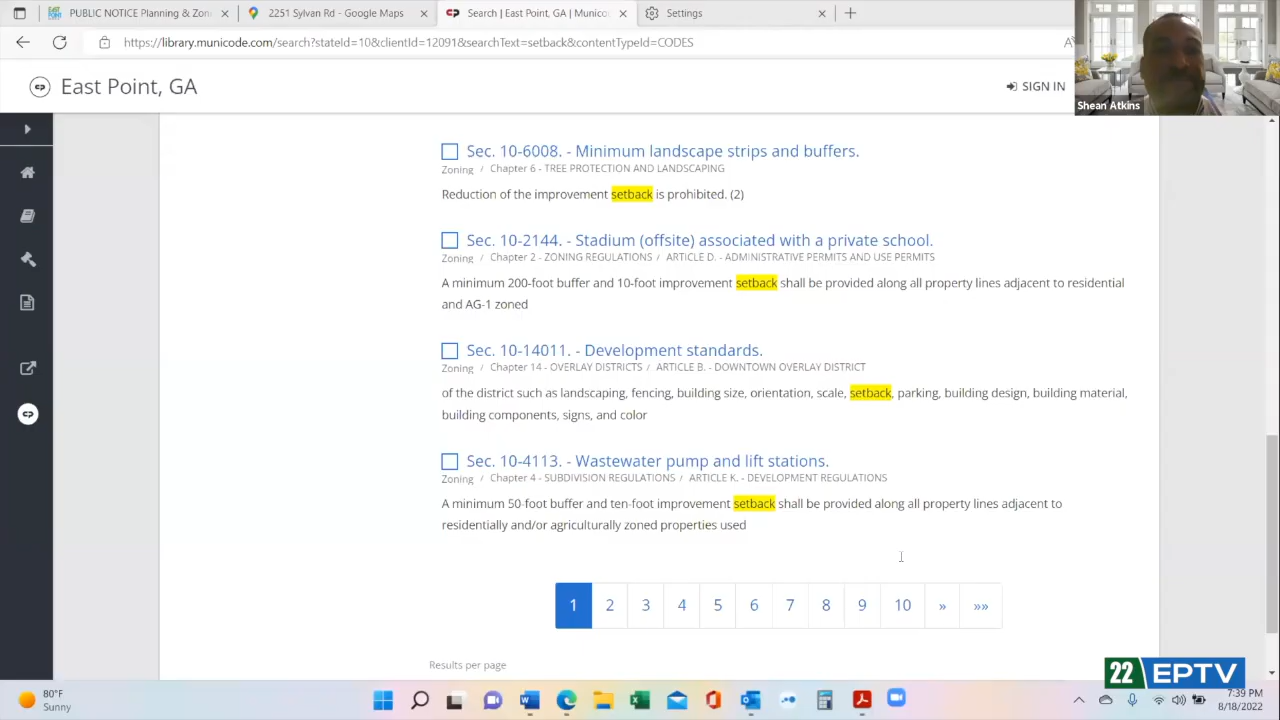 PUBLIC NOTICE Planning & Zon
2251 Sylvan Rd - Google Maps
Search | East Point, GA | Munico
Settings
https://library.municode.com/search?stateId=10&clientId=12091&searchText=setback&contentTypeId=CODES
East Point, GA
SIGN IN
Shean Atkins
Sec. 10-6008. - Minimum landscape strips and buffers.
Zoning / Chapter 6 - TREE PROTECTION AND LANDSCAPING
Reduction of the improvement setback is prohibited. (2)
Sec. 10-2144. - Stadium (offsite) associated with a private school.
Zoning / Chapter 2 - ZONING REGULATIONS / ARTICLE D. - ADMINISTRATIVE PERMITS AND USE PERMITS
A minimum 200-foot buffer and 10-foot improvement setback shall be provided along all property lines adjacent to residential
and AG-1 zoned
Sec. 10-14011. - Development standards.
Zoning / Chapter 14 - OVERLAY DISTRICTS / ARTICLE B. - DOWNTOWN OVERLAY DISTRICT
of the district such as landscaping, fencing, building size, orientation, scale, setback, parking, building design, building material,
building components, signs, and color
Sec. 10-4113. - Wastewater pump and lift stations.
Zoning / Chapter 4 - SUBDIVISION REGULATIONS / ARTICLE K. - DEVELOPMENT REGULATIONS
A minimum 50-foot buffer and ten-foot improvement setback shall be provided along all property lines adjacent to
residentially and/or agriculturally zoned properties used
1 2 3 4 5 6 7 8 9 10 » »»
Results per page
22 EPTV
80°F
Sunny
7:39 PM
8/18/2022